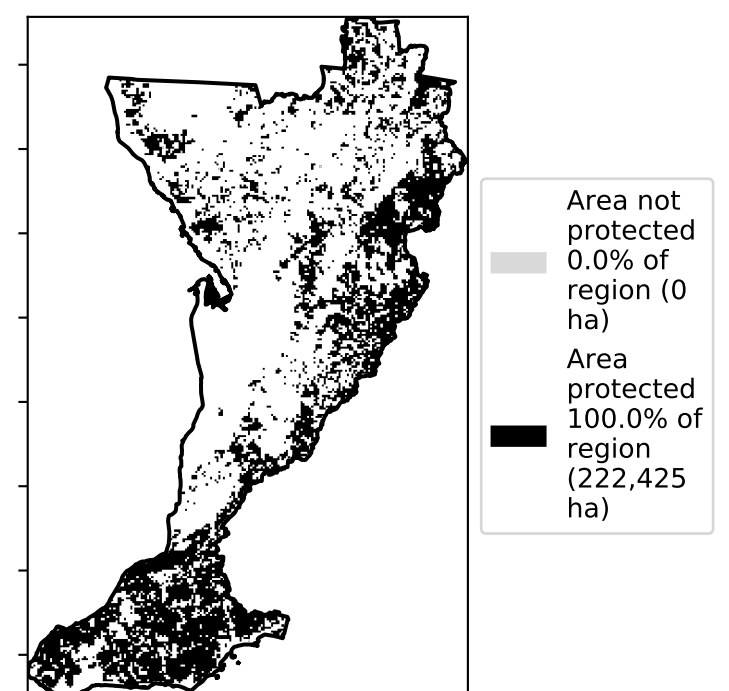 Area not
protected
0.0% of
region (0
ha)
Area
protected
100.0% of
region
(222,425
ha)